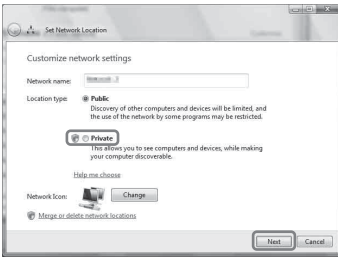 Set Network Location
Customize network settings
Network name:
Location type:
Public
Discovery of other computers and devices will be limited, and
the use of the network by some programs may be restricted.
Private
This allows you to see computers and devices, while making
your computer discoverable.
Help me choose
Network Icon:
Change
Merge or delete network locations
Next
Cancel